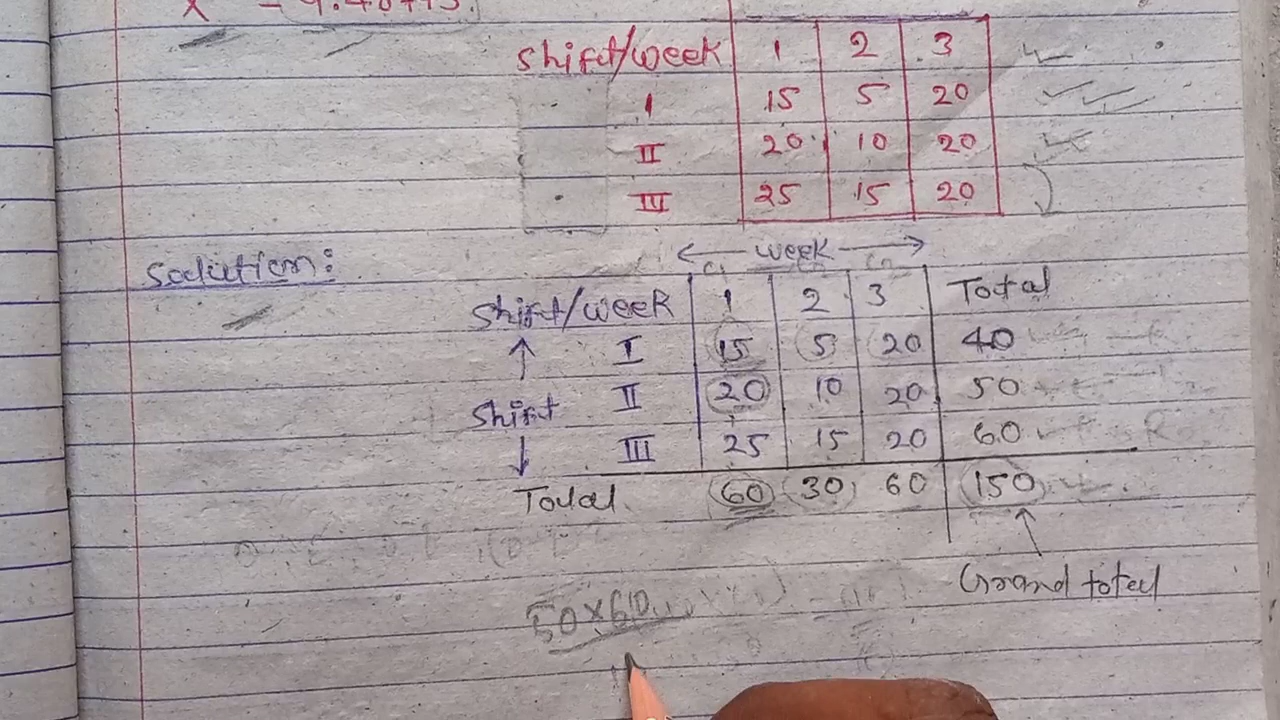 Shift/week 1 2 3
I 15 5 20
II 20 10 20
III 25 15 20
week
Solution:
Shift/week 1 2 3 Total
I 15 5 20 40
Shift II 20 10 20 50
III 25 15 20 60
Total 60 30 60 150
Grand total
50×60